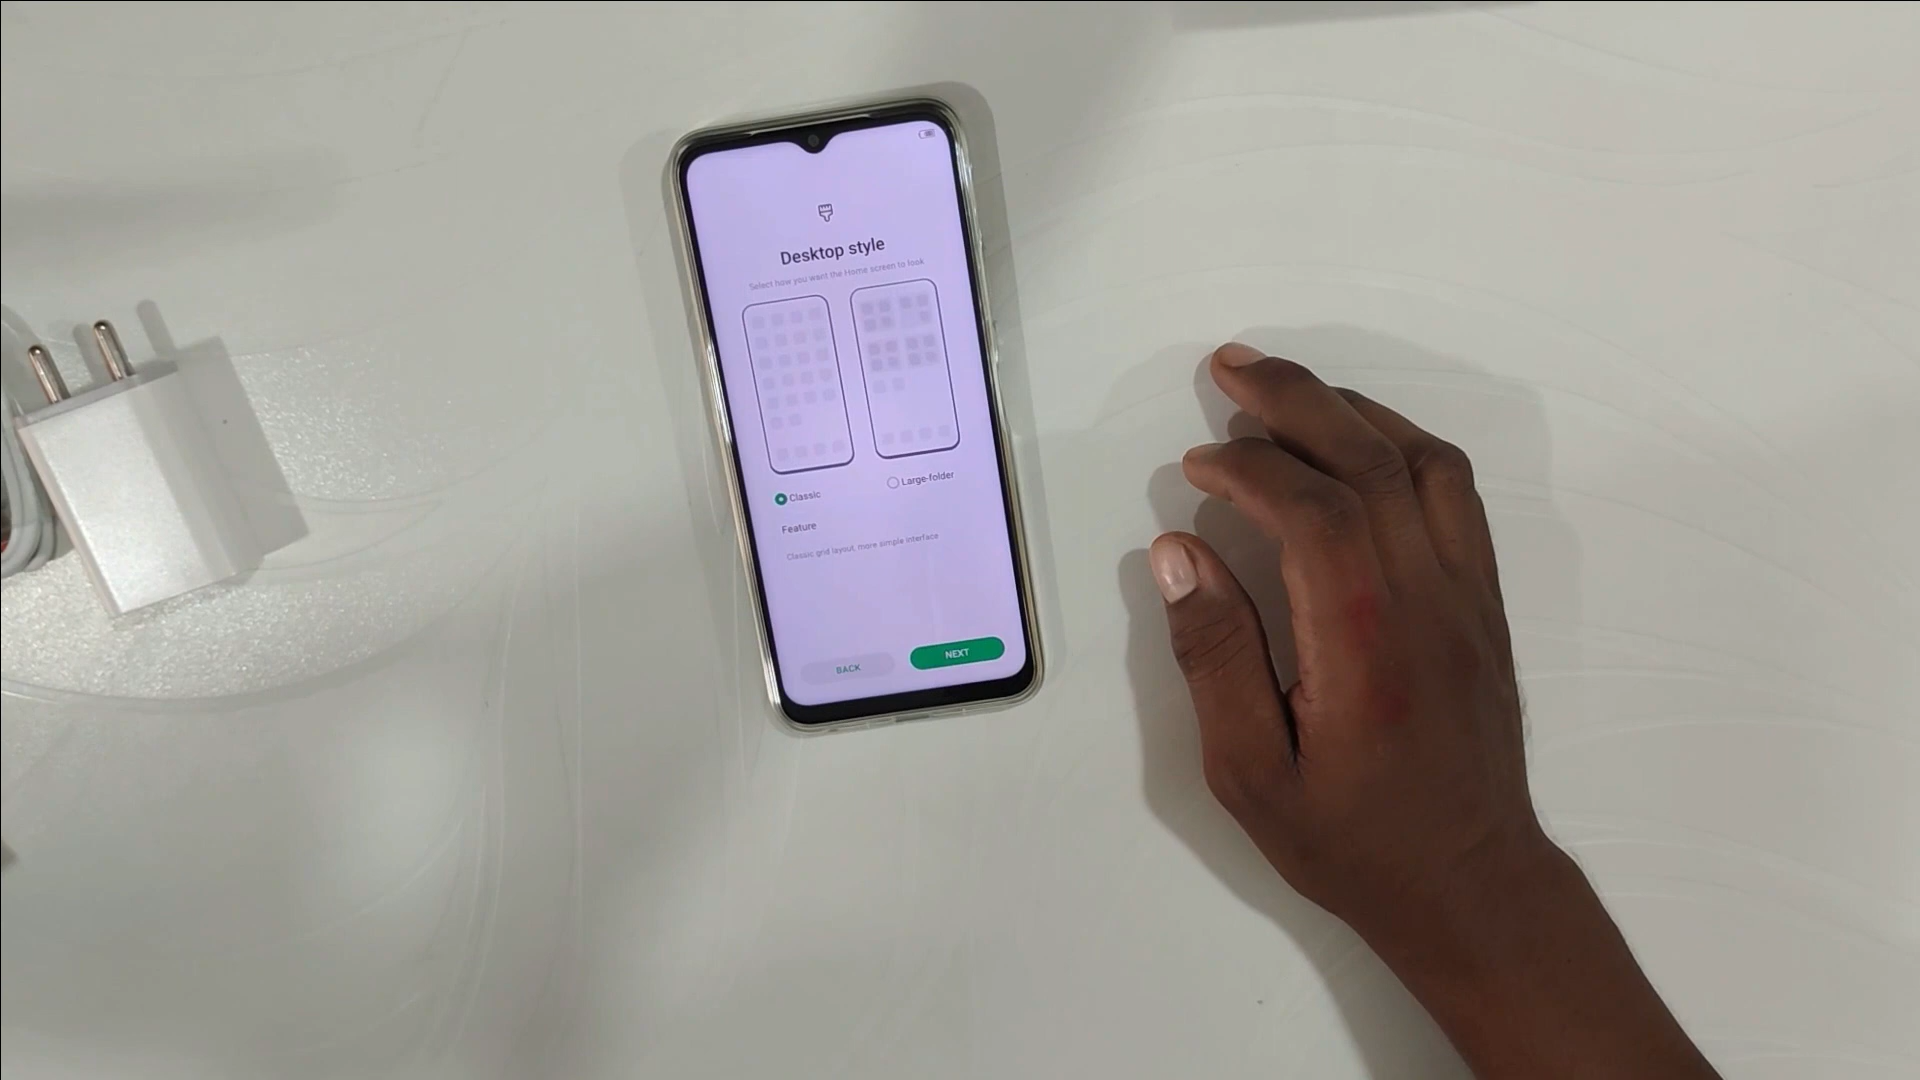 Desktop style
Select how you want the Home screen to look
Classic
Large-folder
Feature
Classic grid layout, more simple interface
BACK
NEXT